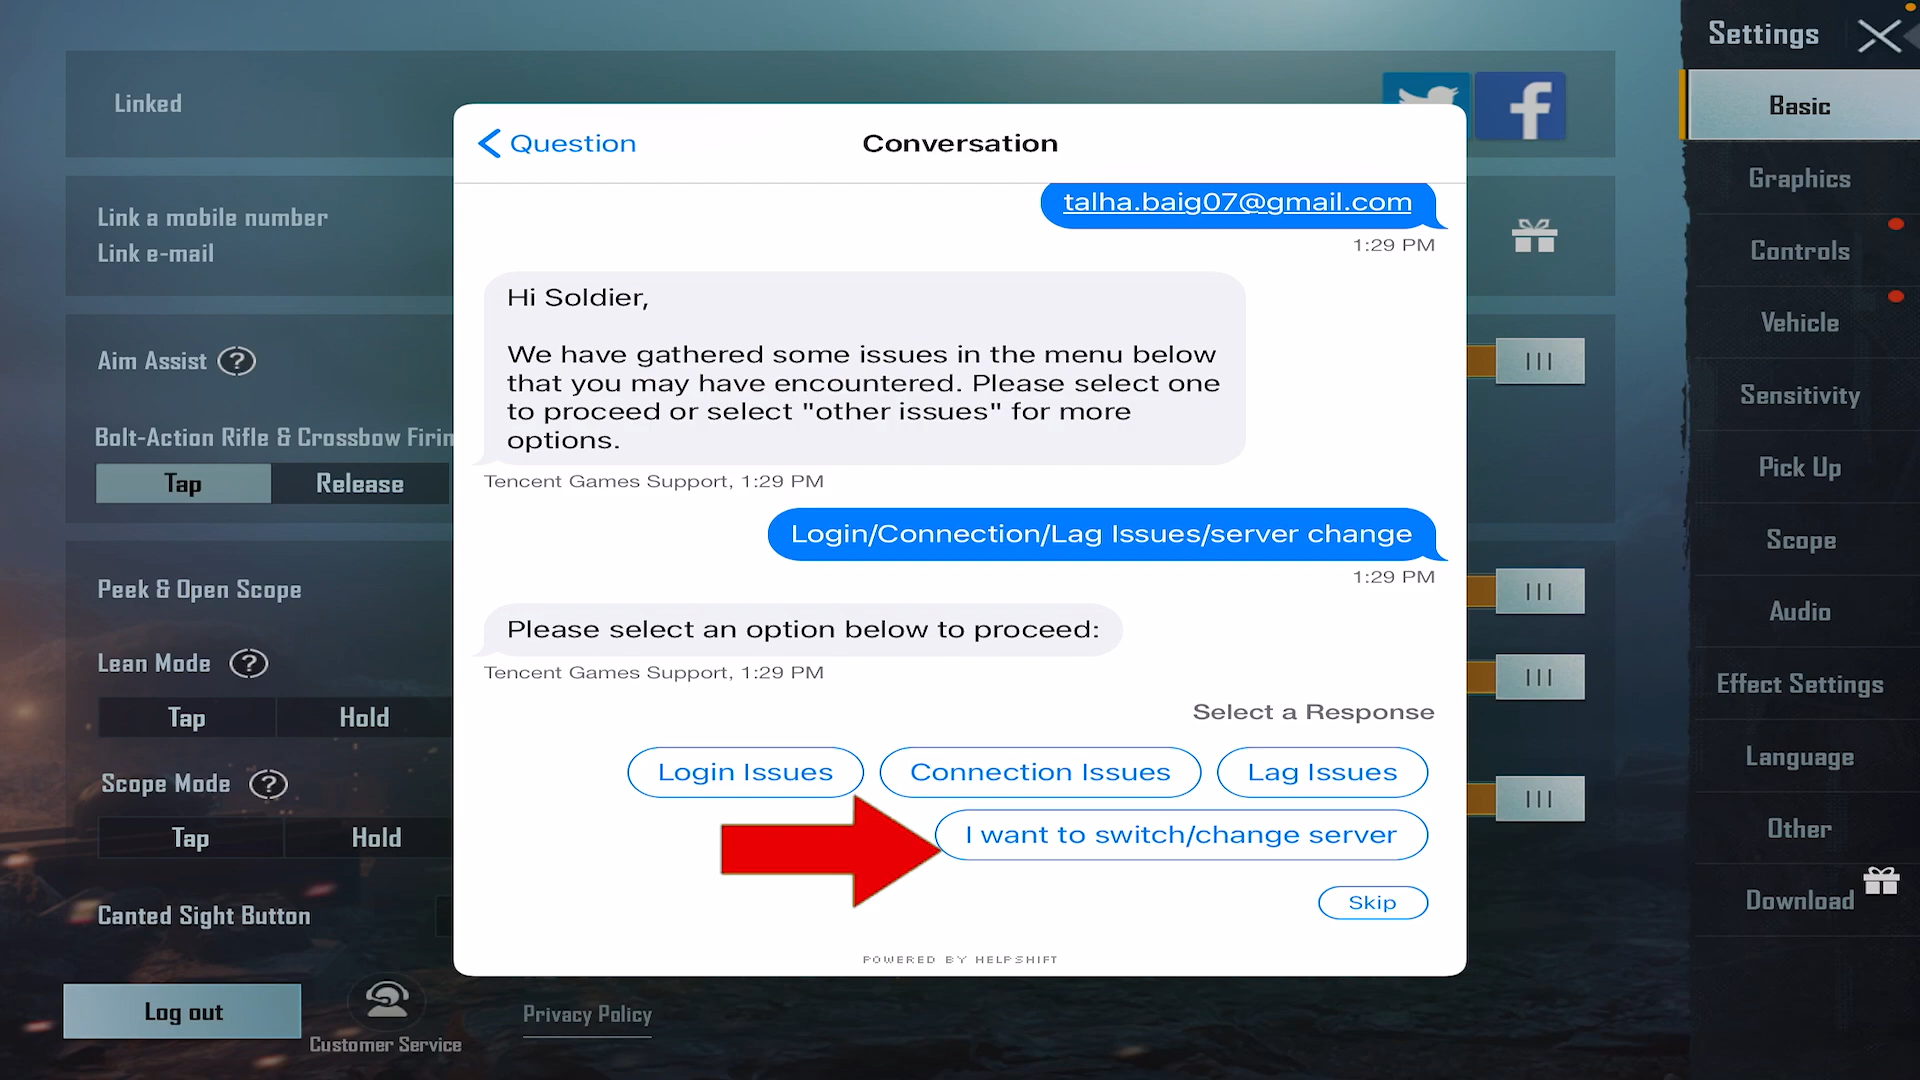 Settings
Linked
Basic
Question
Conversation
talha.baig07@gmail.com
1:29 PM
Graphics
Link a mobile number
Link e-mail
Controls
Hi Soldier,
We have gathered some issues in the menu below
that you may have encountered. Please select one
to proceed or select "other issues" for more
options.
Tencent Games Support, 1:29 PM
Vehicle
Aim Assist ?
Sensitivity
Bolt-Action Rifle & Crossbow Firin
Tap
Release
Pick Up
Login/Connection/Lag Issues/server change
1:29 PM
Scope
Peek & Open Scope
Please select an option below to proceed:
Tencent Games Support, 1:29 PM
Audio
Lean Mode ?
Tap
Hold
Effect Settings
Select a Response
Login Issues
Connection Issues
Lag Issues
I want to switch/change server
Skip
Language
Scope Mode ?
Tap
Hold
Other
Download
Canted Sight Button
POWERED BY HELPSHIFT
Log out
Customer Service
Privacy Policy